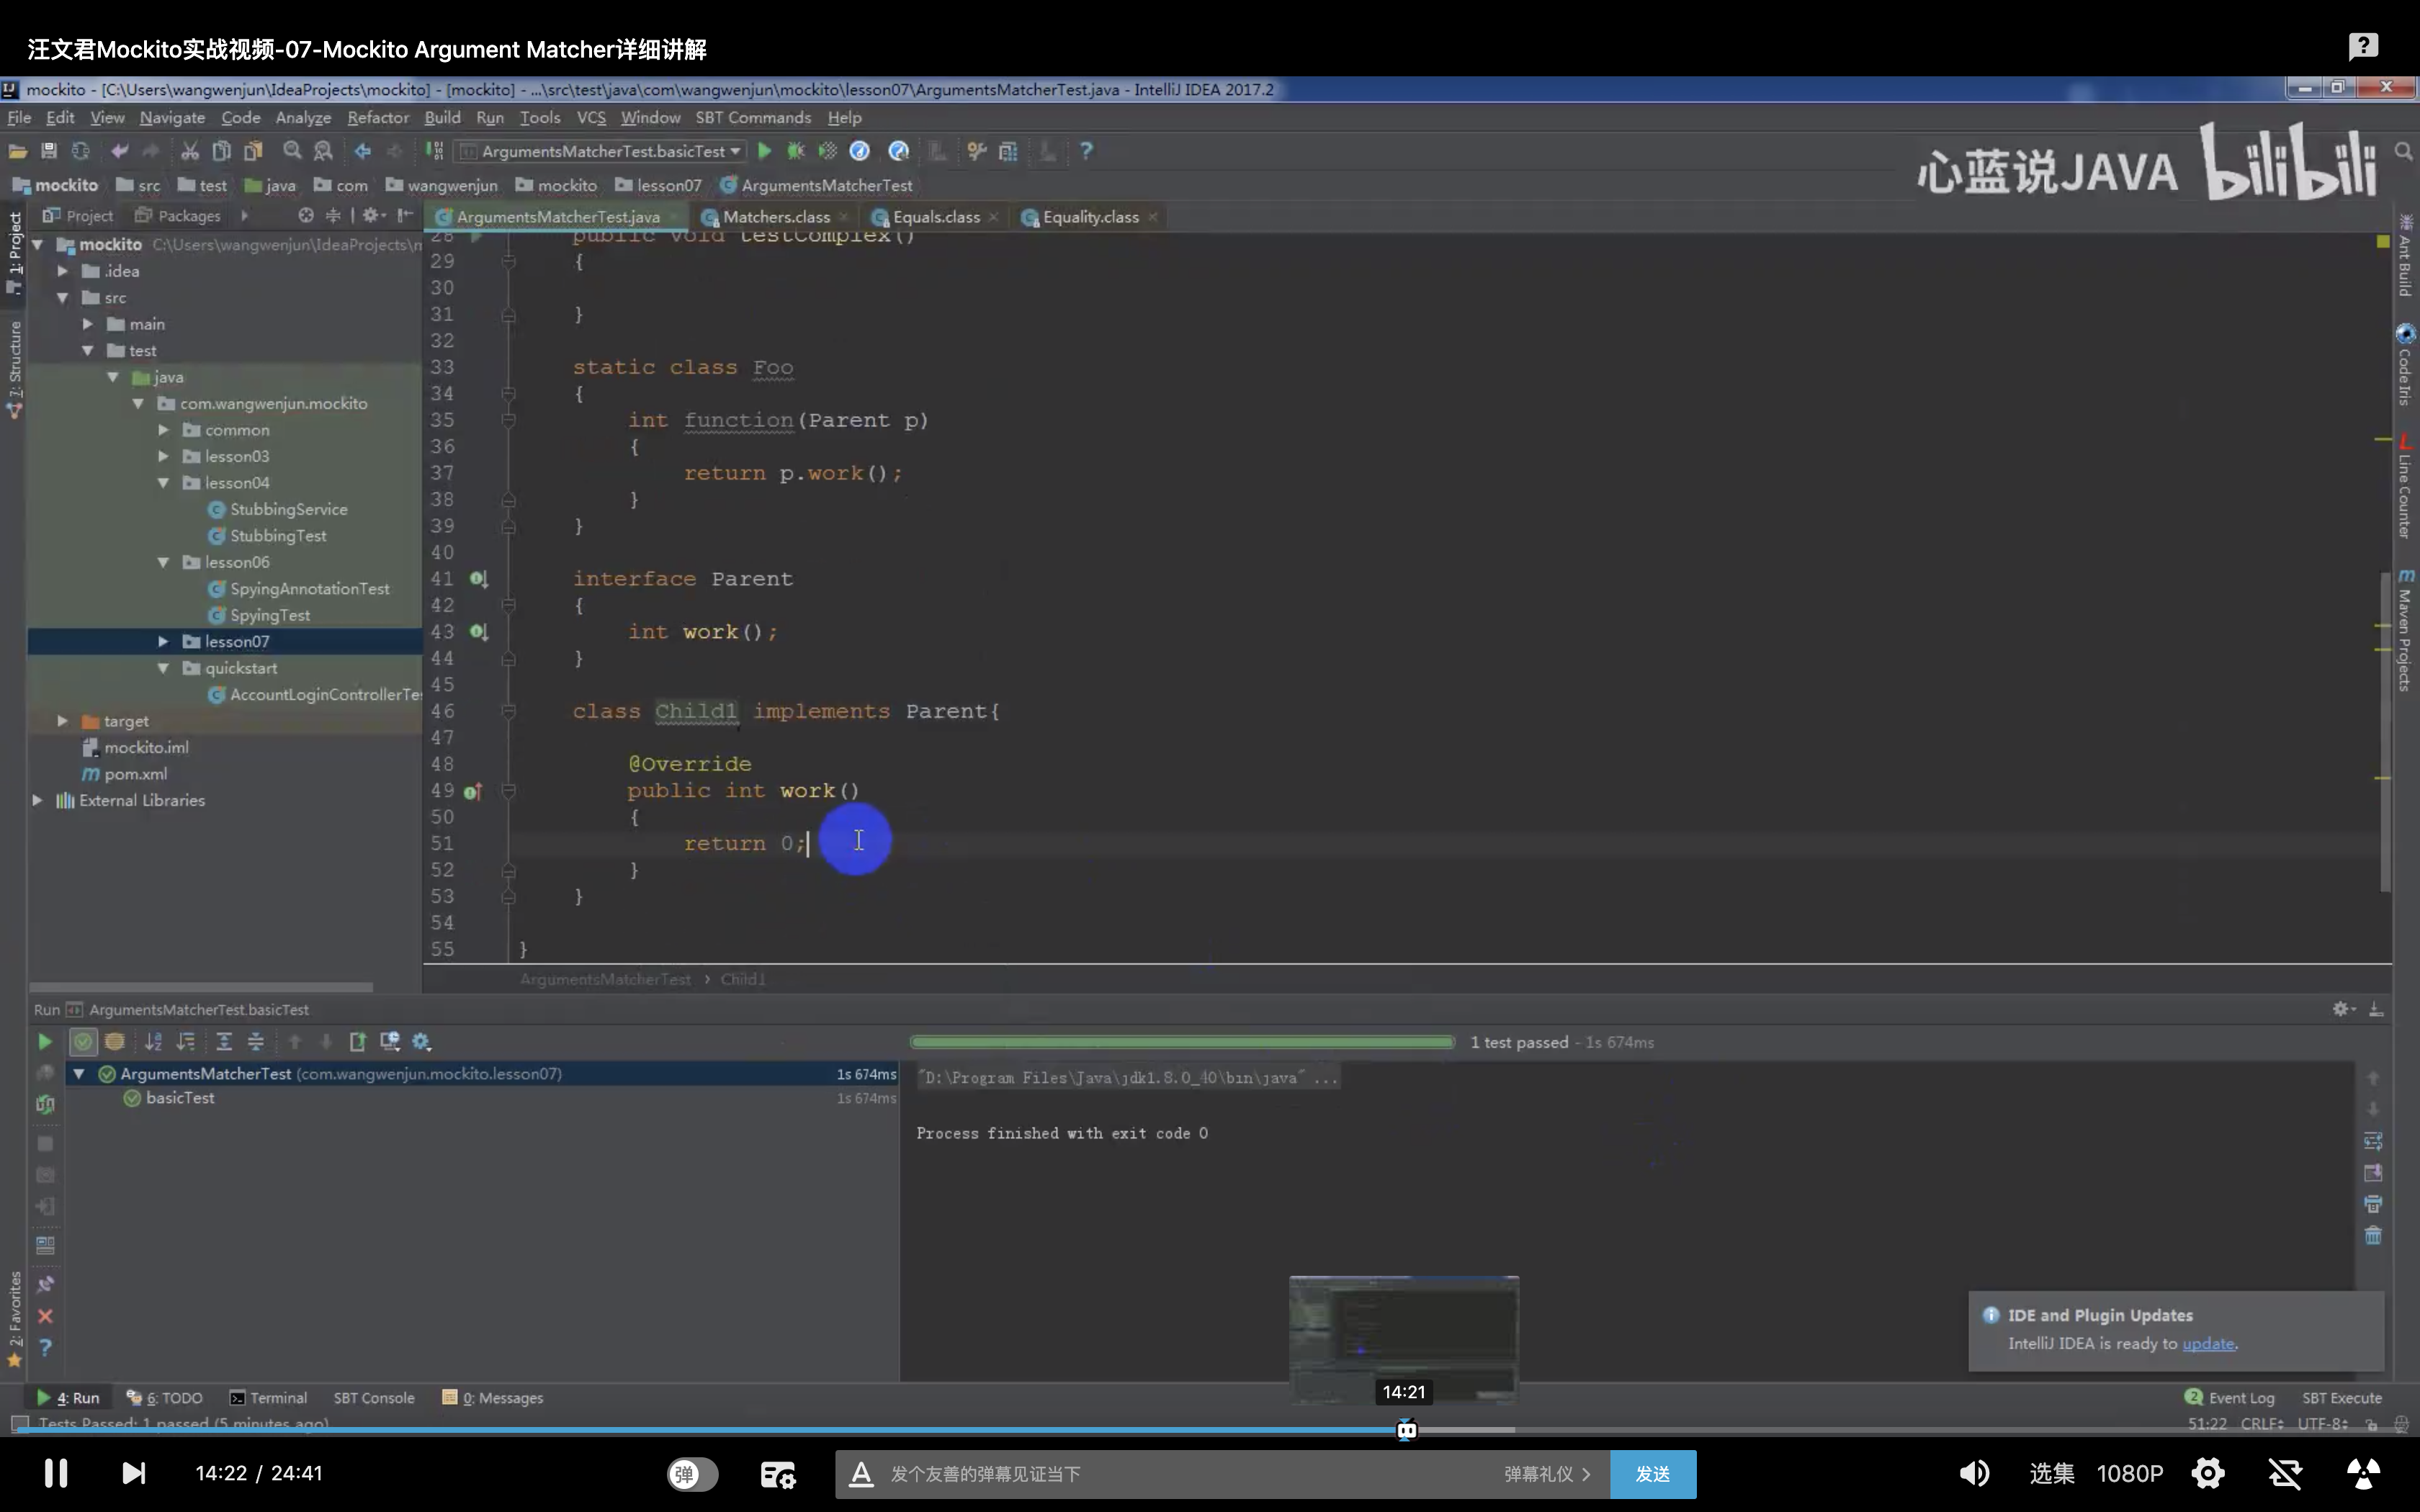 汪文君Mockito实战视频-07-Mockito Argument Matcher详细讲解
mockito - [C:\Users\wangwenjun\IdeaProjects\mockito] - [mockito] - ...\src\test\java\com\wangwenjun\mockito\lesson07\ArgumentsMatcherTest.java - IntelliJ IDEA 2017.2
File Edit View Navigate Code Analyze Refactor Build Run Tools VCS Window SBT Commands Help
ArgumentsMatcherTest.basicTest
心蓝说JAVA bilibili
mockito src test java com wangwenjun mockito lesson07 ArgumentsMatcherTest
Project Packages
ArgumentsMatcherTest.java Matchers.class Equals.class Equality.class
1: Project
7: Structure
2: Favorites
mockito C:\Users\wangwenjun\IdeaProjects\m
.idea
src
main
test
java
com.wangwenjun.mockito
common
lesson03
lesson04
StubbingService
StubbingTest
lesson06
SpyingAnnotationTest
SpyingTest
lesson07
quickstart
AccountLoginControllerTes
target
mockito.iml
pom.xml
External Libraries
28 public void testComplex()
29 {
30
31 }
32
33 static class Foo
34 {
35 int function(Parent p)
36 {
37 return p.work();
38 }
39 }
40
41 interface Parent
42 {
43 int work();
44 }
45
46 class Child1 implements Parent{
47
48 @Override
49 public int work()
50 {
51 return 0;
52 }
53 }
54
55 }
ArgumentsMatcherTest › Child1
Ant Build
Code Iris
Line Counter
Maven Projects
Run ArgumentsMatcherTest.basicTest
1 test passed - 1s 674ms
ArgumentsMatcherTest (com.wangwenjun.mockito.lesson07) 1s 674ms
basicTest 1s 674ms
"D:\Program Files\Java\jdk1.8.0_40\bin\java" ...
Process finished with exit code 0
IDE and Plugin Updates
IntelliJ IDEA is ready to update.
14:21
4: Run 6: TODO Terminal SBT Console 0: Messages
2 Event Log SBT Execute
Tests Passed: 1 passed (5 minutes ago)
51:22 CRLF UTF-8
14:22 / 24:41
弹
发个友善的弹幕见证当下
弹幕礼仪 >
发送
选集 1080P